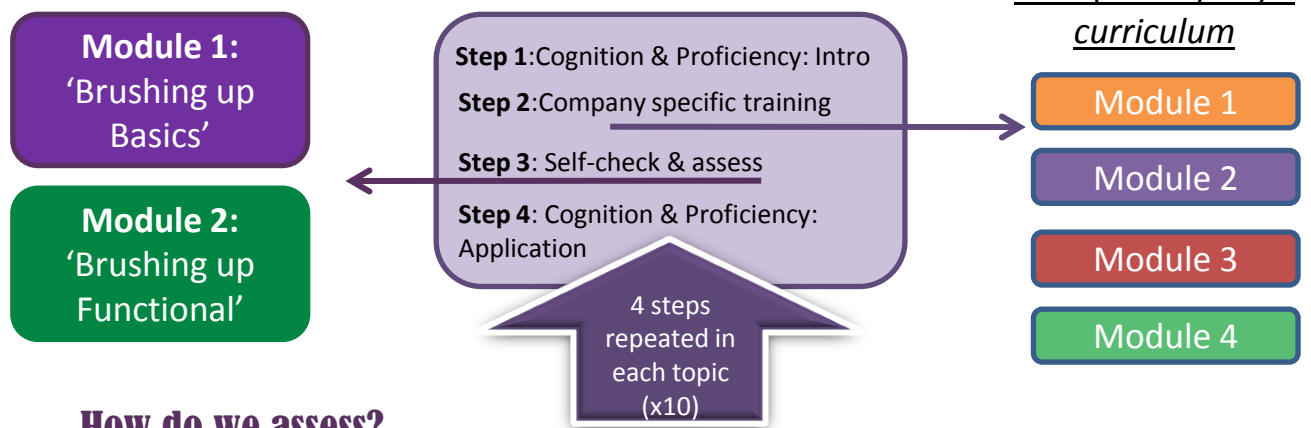 Module 1:
‘Brushing up
Basics’
Module 2:
‘Brushing up
Functional’
Step 1:Cognition & Proficiency: Intro
Step 2:Company specific training
Step 3: Self-check & assess
Step 4: Cognition & Proficiency:
Application
4 steps
repeated in
each topic
(x10)
curriculum
Module 1
Module 2
Module 3
Module 4
How do we assess?